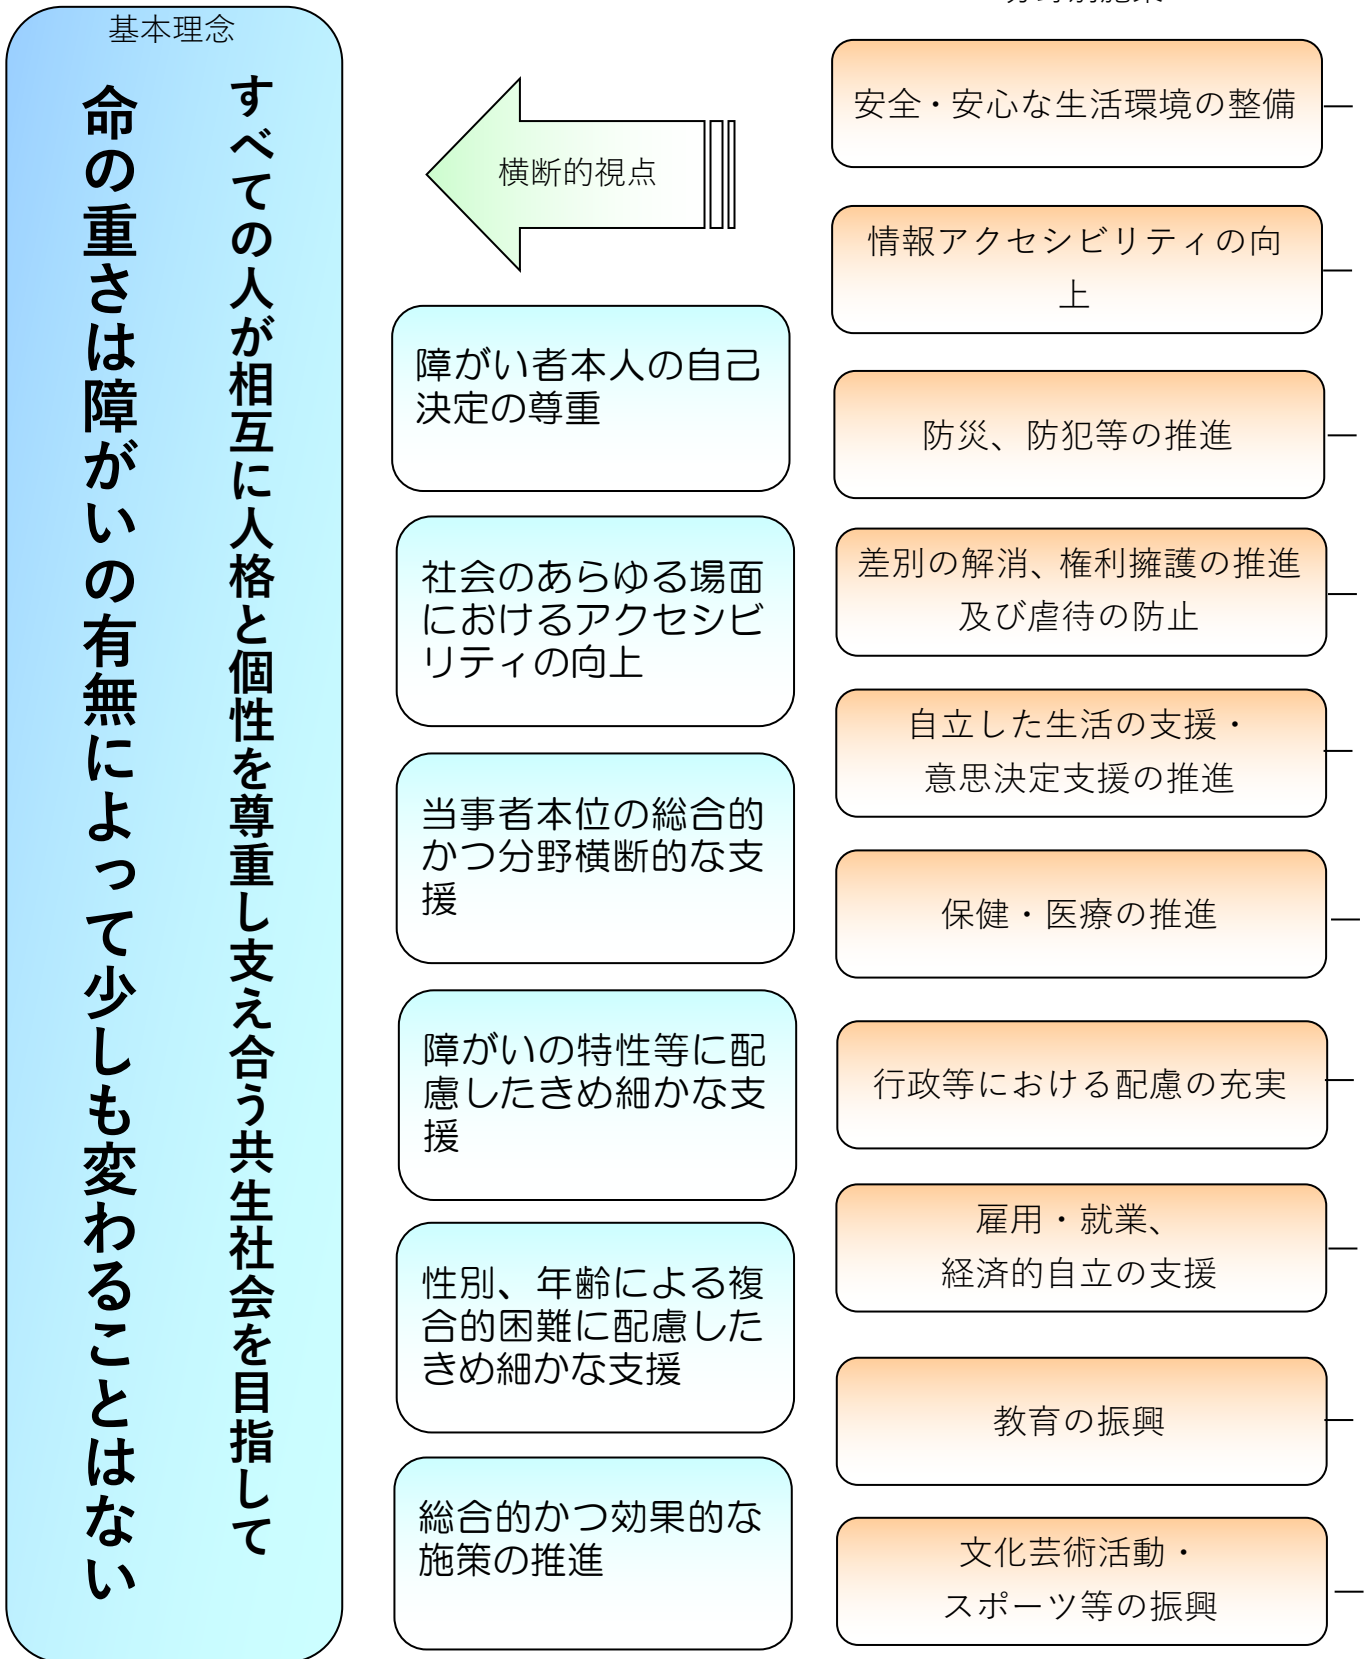 基本理念
すべての人が相互に人格と個性を尊重し支え合う共生社会を目指して
命の重さは障がいの有無によって少しも変わることはない
横断的視点
障がい者本人の自己
決定の尊重
社会のあらゆる場面
におけるアクセシビ
リティの向上
当事者本位の総合的
かつ分野横断的な支
援
障がいの特性等に配
慮したきめ細かな支
援
性別、年齢による複
合的困難に配慮した
きめ細かな支援
総合的かつ効果的な
施策の推進
安全・安心な生活環境の整備
情報アクセシビリティの向
上
防災、防犯等の推進
差別の解消、権利擁護の推進
及び虐待の防止
自立した生活の支援・
意思決定支援の推進
保健・医療の推進
行政等における配慮の充実
雇用・就業、
経済的自立の支援
教育の振興
文化芸術活動・
スポーツ等の振興